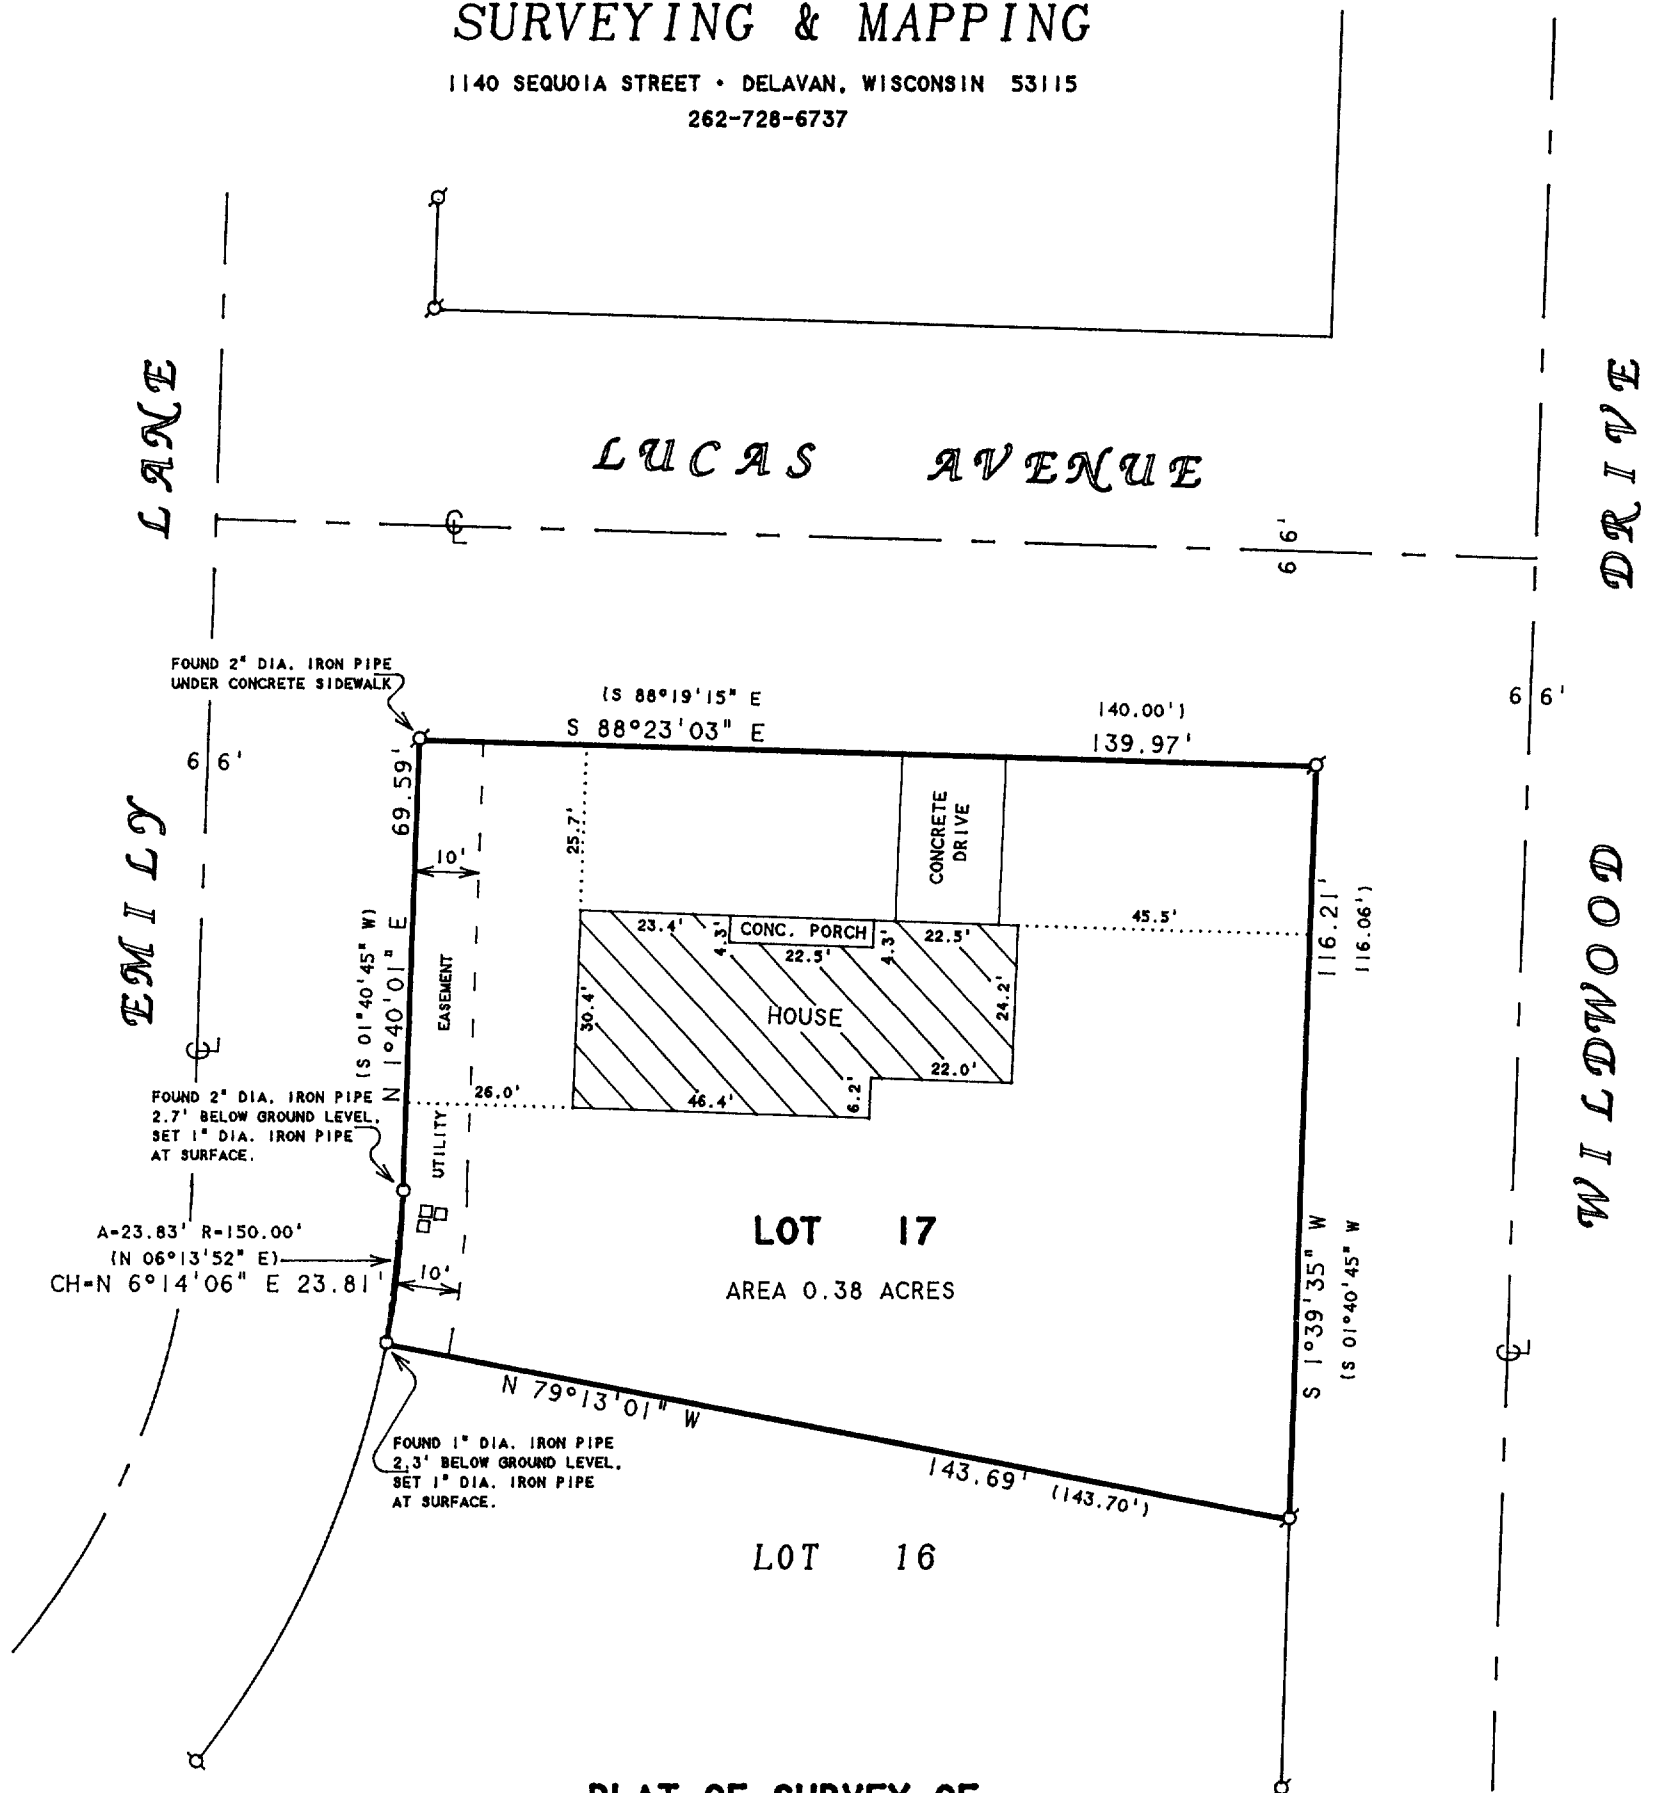 SURVEYING & MAPPING
1140 SEQUOIA STREET • DELAVAN, WISCONSIN 53115
262-728-6737
EMILY LANE
LUCAS AVENUE
WILDWOOD DRIVE
℄
66'
66'
66'
℄
℄
FOUND 2" DIA. IRON PIPE
UNDER CONCRETE SIDEWALK
(S 88°19'15" E
140.00')
S 88°23'03" E
139.97'
69.59'
N 1°40'01" E
(S 01°40'45" W)
10'
UTILITY EASEMENT
25.7'
CONCRETE
DRIVE
45.5'
116.21'
116.06')
S 1°39'35" W
(S 01°40'45" W
23.4'
4.3'
CONC. PORCH
22.5'
4.3'
22.5'
30.4'
HOUSE
24.2'
22.0'
6.2'
46.4'
26.0'
FOUND 2" DIA. IRON PIPE
2.7' BELOW GROUND LEVEL.
SET 1" DIA. IRON PIPE
AT SURFACE.
A=23.83' R=150.00'
(N 06°13'52" E)
CH=N 6°14'06" E 23.81'
10'
LOT 17
AREA 0.38 ACRES
N 79°13'01" W
143.69'
(143.70')
FOUND 1" DIA. IRON PIPE
2.3' BELOW GROUND LEVEL.
SET 1" DIA. IRON PIPE
AT SURFACE.
LOT 16
PLAT OF SURVEY OF